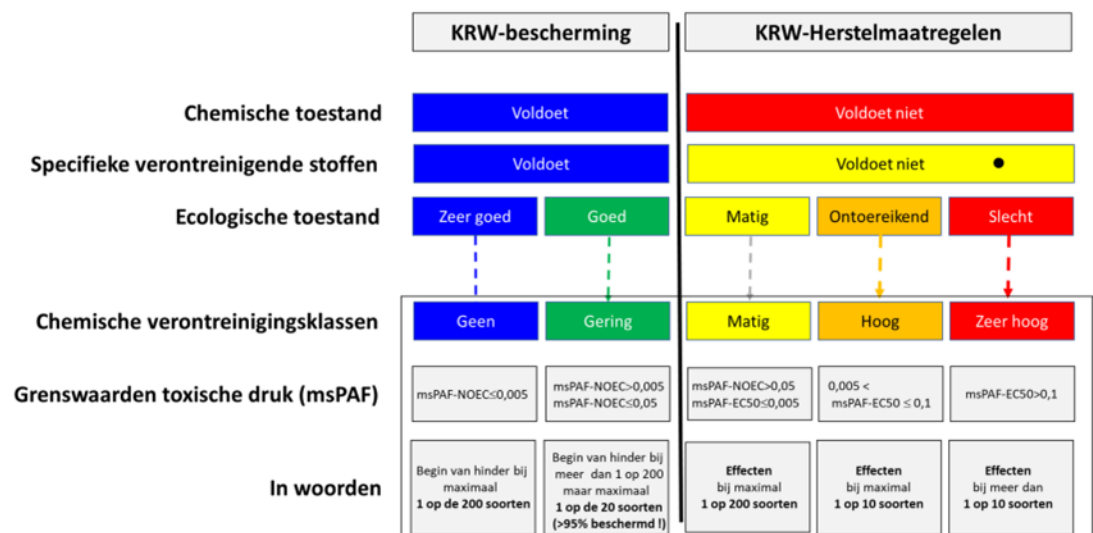 KRW-bescherming
KRW-Herstelmaatregelen
Chemische toestand
Voldoet
Voldoet niet
Specifieke verontreinigende stoffen
Voldoet
Voldoet niet
Ecologische toestand
Zeer goed
Goed
Matig
Ontoereikend
Slecht
Chemische verontreinigingsklassen
Geen
Gering
Matig
Hoog
Zeer hoog
Grenswaarden toxische druk (msPAF)
msPAF-NOEC≤0,005
msPAF-NOEC>0,005
msPAF-NOEC≤0,05
msPAF-NOEC>0,05
msPAF-EC50≤0,005
0,005 <
msPAF-EC50 ≤ 0,1
msPAF-EC50>0,1
In woorden
Begin van hinder bij
maximaal
1 op de 200 soorten
Begin van hinder bij
meer dan 1 op 200
maar maximaal
1 op de 20 soorten
(>95% beschermd !)
Effecten
bij maximal
1 op 200 soorten
Effecten
bij maximal
1 op 10 soorten
Effecten
bij meer dan
1 op 10 soorten